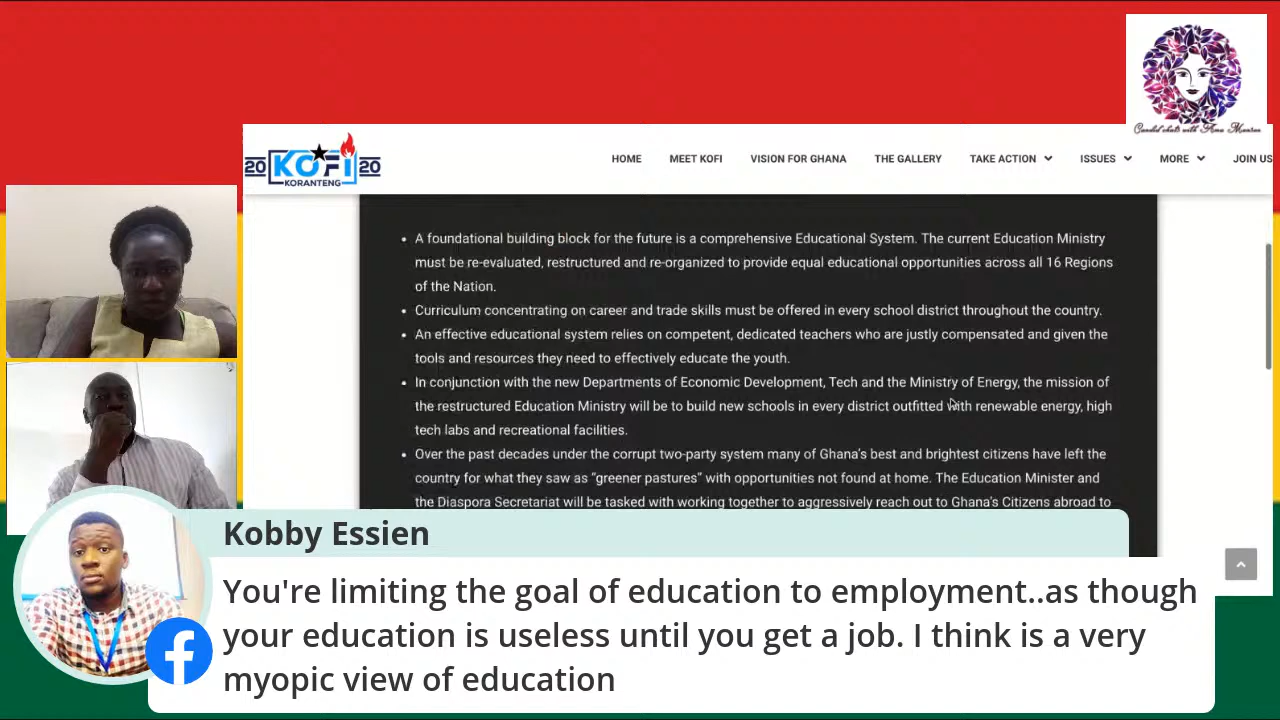 Candid chats with Ama
20 KOFI 20
KORANTENG
HOME MEET KOFI VISION FOR GHANA THE GALLERY TAKE ACTION ISSUES MORE JOIN US
• A foundational building block for the future is a comprehensive Educational System. The current Education Ministry
must be re-evaluated, restructured and re-organized to provide equal educational opportunities across all 16 Regions
of the Nation.
• Curriculum concentrating on career and trade skills must be offered in every school district throughout the country.
• An effective educational system relies on competent, dedicated teachers who are justly compensated and given the
tools and resources they need to effectively educate the youth.
• In conjunction with the new Departments of Economic Development, Tech and the Ministry of Energy, the mission of
the restructured Education Ministry will be to build new schools in every district outfitted with renewable energy, high
tech labs and recreational facilities.
• Over the past decades under the corrupt two-party system many of Ghana's best and brightest citizens have left the
country for what they saw as “greener pastures” with opportunities not found at home. The Education Minister and
the Diaspora Secretariat will be tasked with working together to aggressively reach out to Ghana's Citizens abroad to
Kobby Essien
You're limiting the goal of education to employment..as though
your education is useless until you get a job. I think is a very
myopic view of education